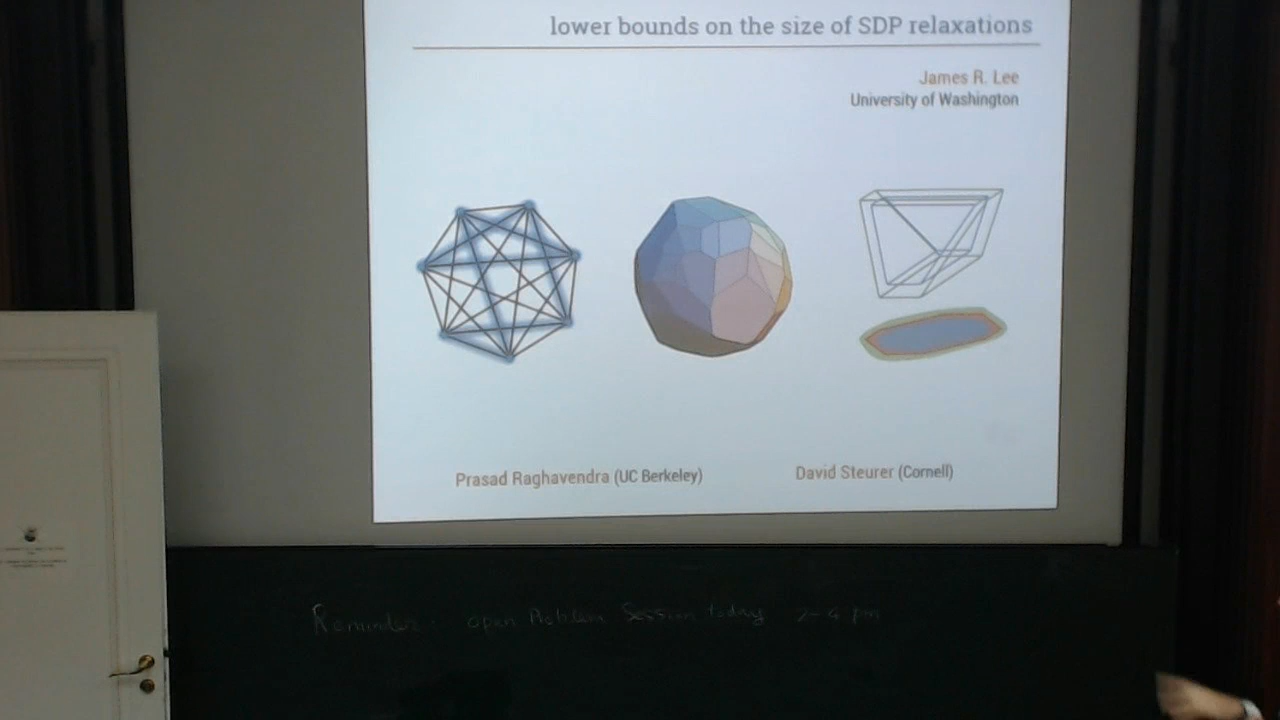 lower bounds on the size of SDP relaxations
James R. Lee
University of Washington
Prasad Raghavendra (UC Berkeley)
David Steurer (Cornell)
Reminder: open Problem Session today 2-4 pm